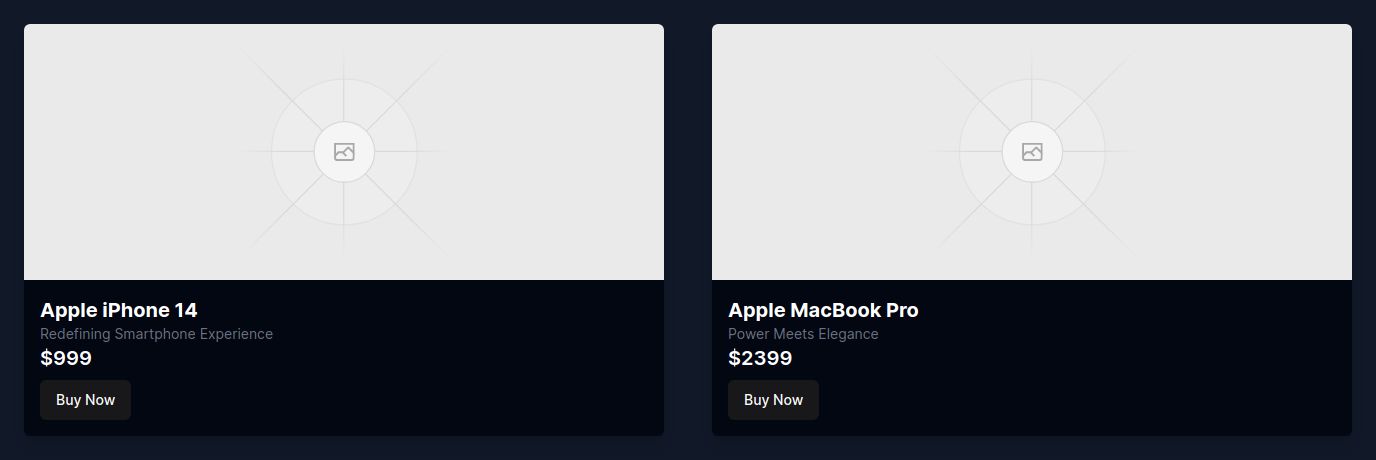 Apple iPhone 14
Redefining Smartphone Experience
$999
Buy Now
Apple MacBook Pro
Power Meets Elegance
$2399
Buy Now